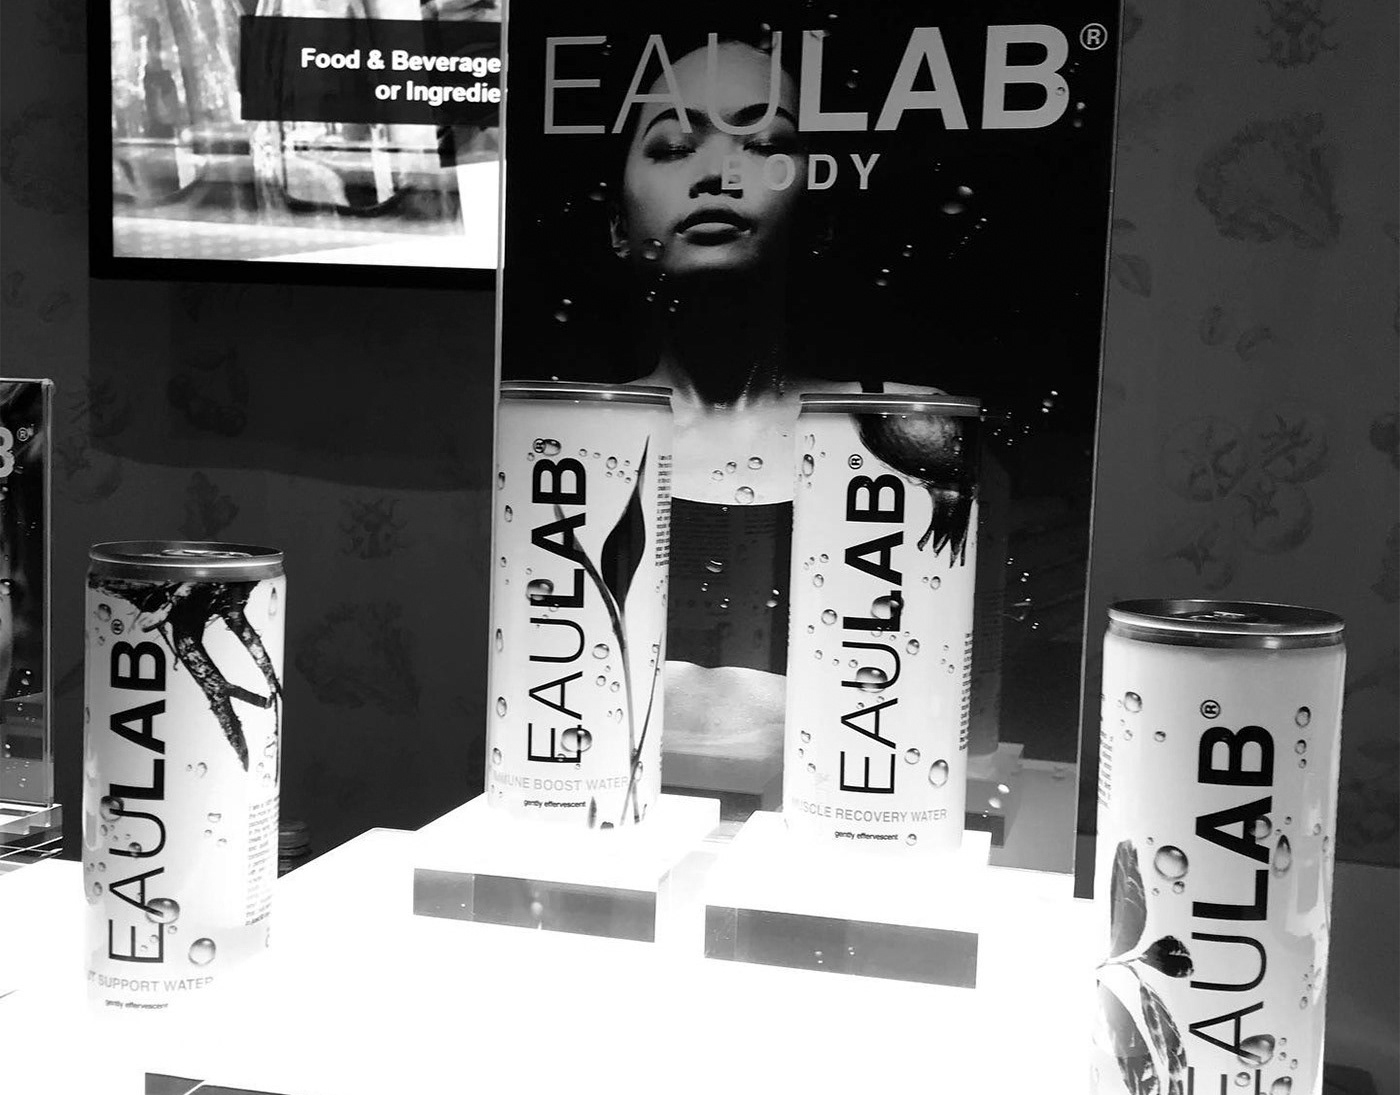 Food & Beverage
or Ingredie
EAULAB®
BODY
B®
EAULAB®
SUPPORT WATER
gently effervescent
EAULAB®
IMMUNE BOOST WATER
gently effervescent
EAULAB®
MUSCLE RECOVERY WATER
gently effervescent
EAULAB®